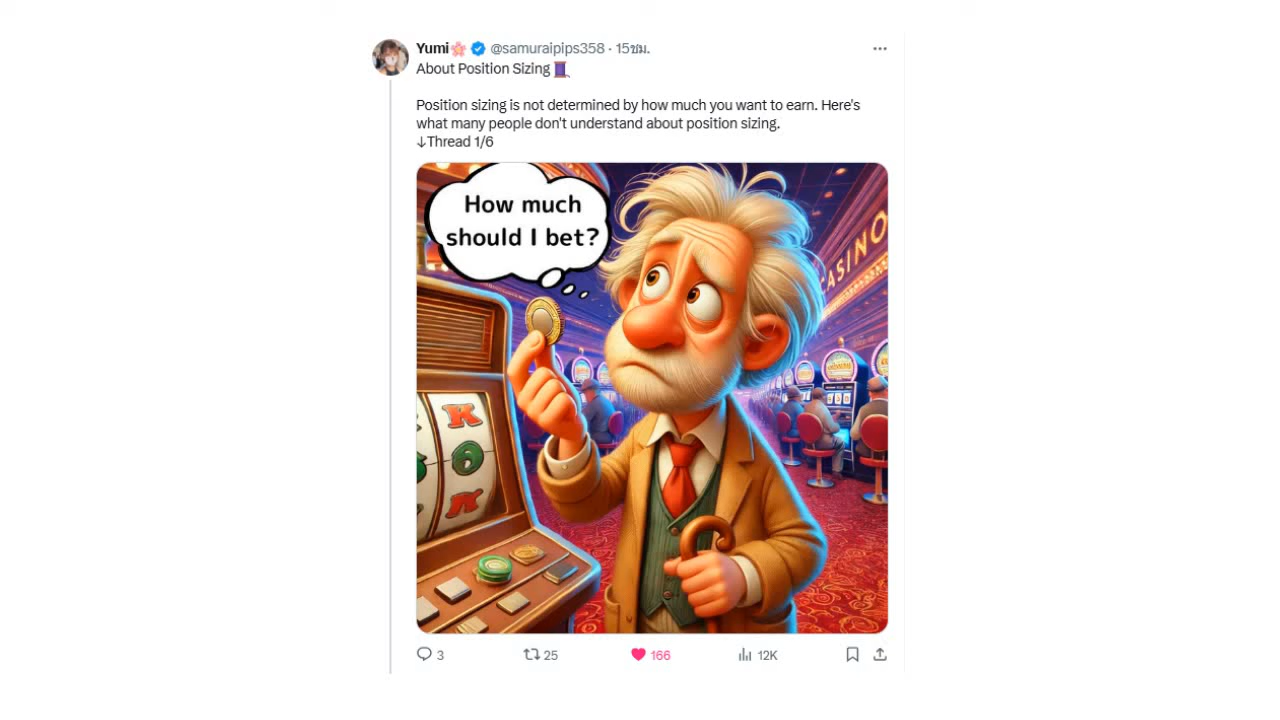 Yumi🌸 @samuraipips358 · 15ชม.
About Position Sizing 🧵
Position sizing is not determined by how much you want to earn. Here's
what many people don't understand about position sizing.
↓Thread 1/6
How much
should I bet?
CASINO
3 25 166 12K